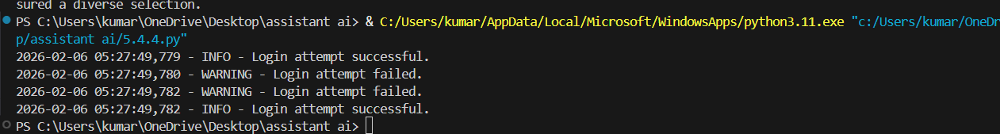 sured a diverse selection.
PS C:\Users\kumar\OneDrive\Desktop\assistant ai> & C:/Users/kumar/AppData/Local/Microsoft/WindowsApps/python3.11.exe "c:/Users/kumar/OneDr
p/assistant ai/5.4.4.py"
2026-02-06 05:27:49,779 - INFO - Login attempt successful.
2026-02-06 05:27:49,780 - WARNING - Login attempt failed.
2026-02-06 05:27:49,782 - WARNING - Login attempt failed.
2026-02-06 05:27:49,782 - INFO - Login attempt successful.
PS C:\Users\kumar\OneDrive\Desktop\assistant ai>